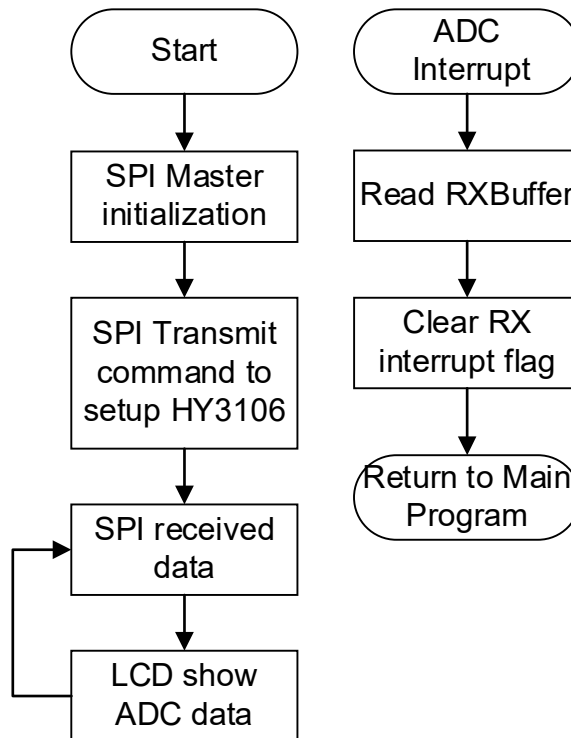 Start
SPI Master
initialization
SPI Transmit
command to
setup HY3106
SPI received
data
LCD show
ADC data
ADC
Interrupt
Read RXBuffer
Clear RX
interrupt flag
Return to Main
Program